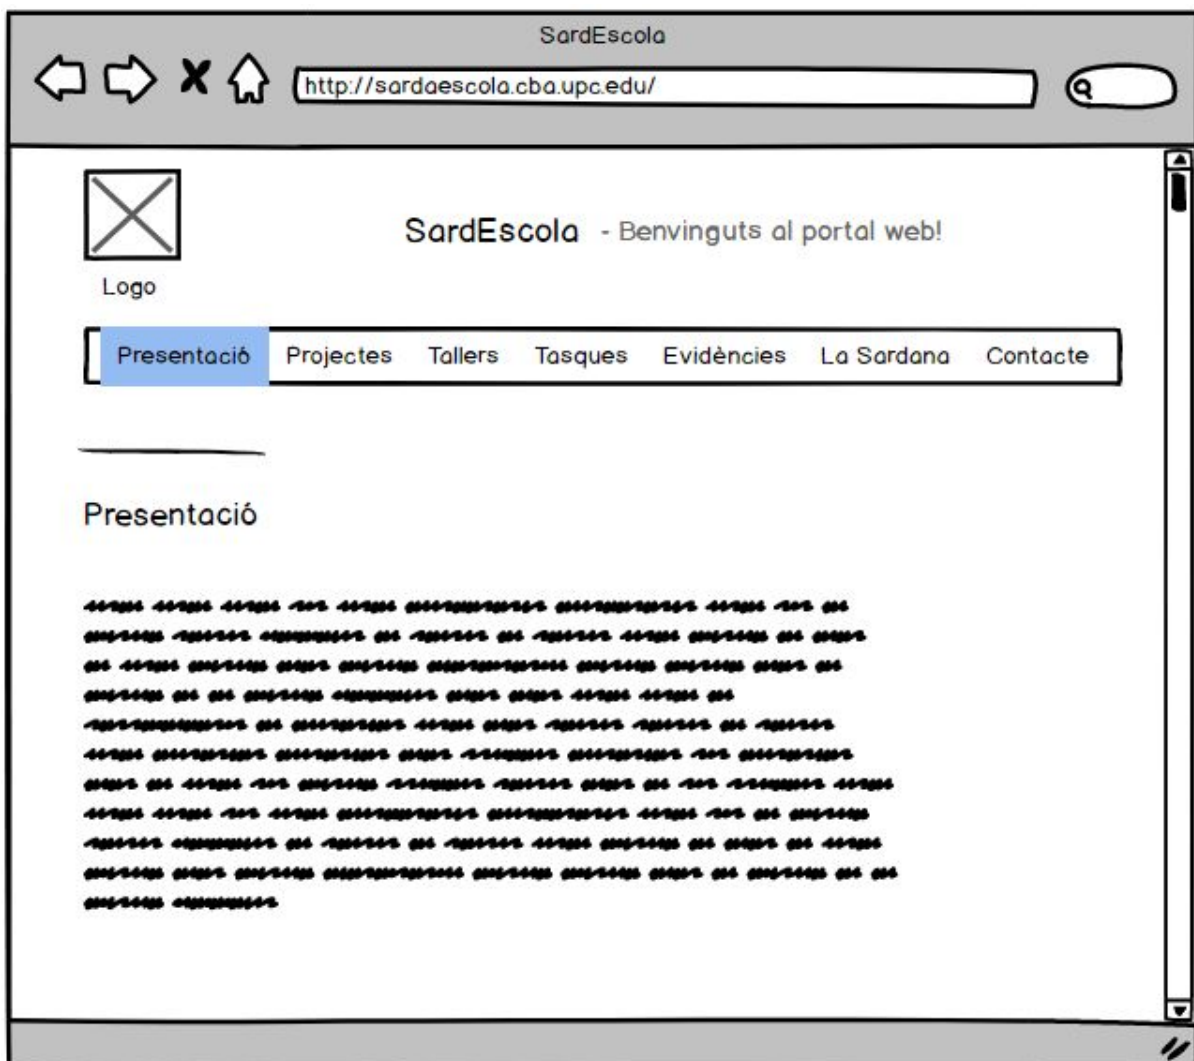 SardEscola
http://sardaescola.cba.upc.edu/
SardEscola - Benvinguts al portal web!
Logo
Presentació Projectes Tallers Tasques Evidències La Sardana Contacte
Presentació